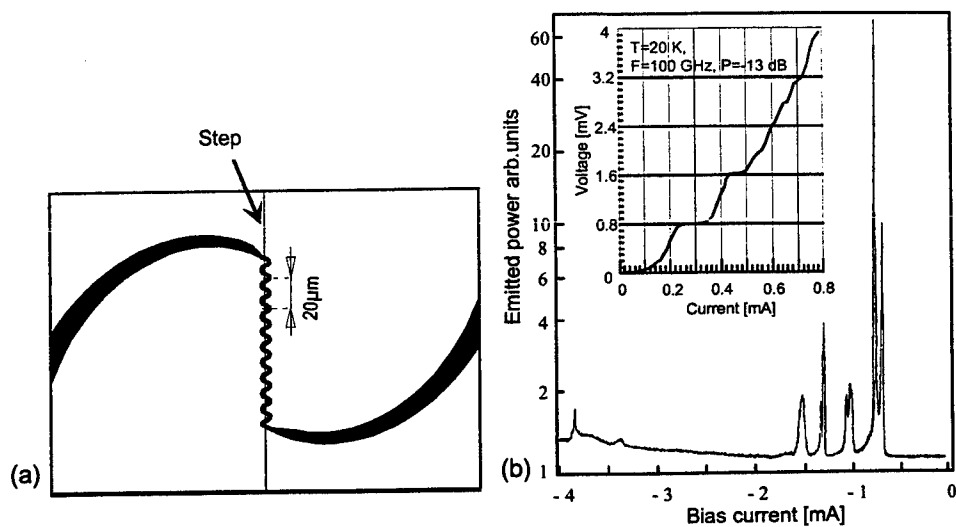 Step
20μm
(a)
Emitted power arb.units
60
40
20
10
8
6
4
2
1
T=20 K,
F=100 GHz, P=-13 dB
Voltage [mV]
4
3.2
2.4
1.6
0.8
0
0 0.2 0.4 0.6 0.8
Current [mA]
(b)
-4 -3 -2 -1 0
Bias current [mA]